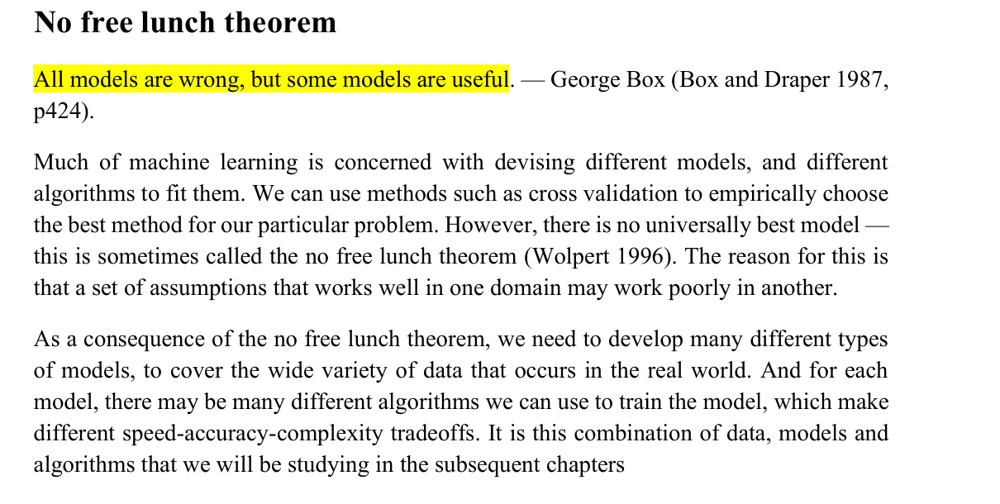 No free lunch theorem
All models are wrong, but some models are useful. — George Box (Box and Draper 1987,
p424).
Much of machine learning is concerned with devising different models, and different
algorithms to fit them. We can use methods such as cross validation to empirically choose
the best method for our particular problem. However, there is no universally best model —
this is sometimes called the no free lunch theorem (Wolpert 1996). The reason for this is
that a set of assumptions that works well in one domain may work poorly in another.
As a consequence of the no free lunch theorem, we need to develop many different types
of models, to cover the wide variety of data that occurs in the real world. And for each
model, there may be many different algorithms we can use to train the model, which make
different speed-accuracy-complexity tradeoffs. It is this combination of data, models and
algorithms that we will be studying in the subsequent chapters